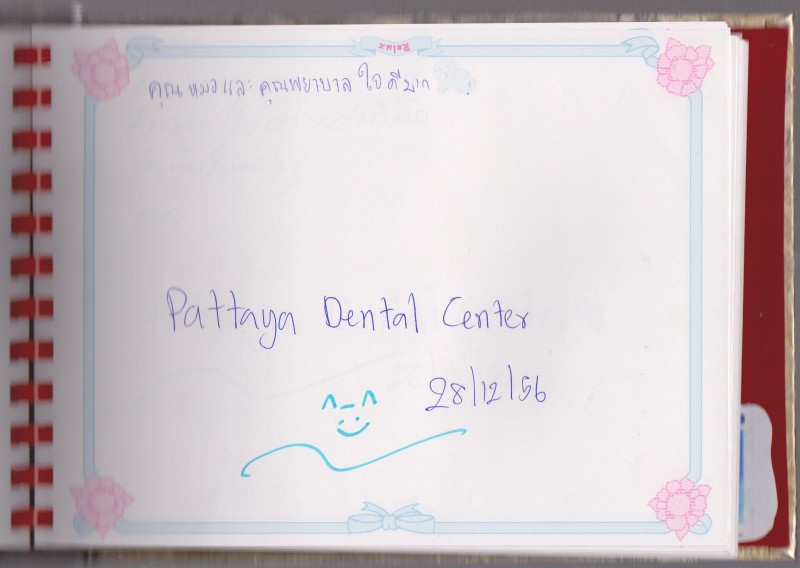 Relax
คุณหมอและคุณพยาบาลใจดีมาก
Pattaya Dental Center
28/12/56